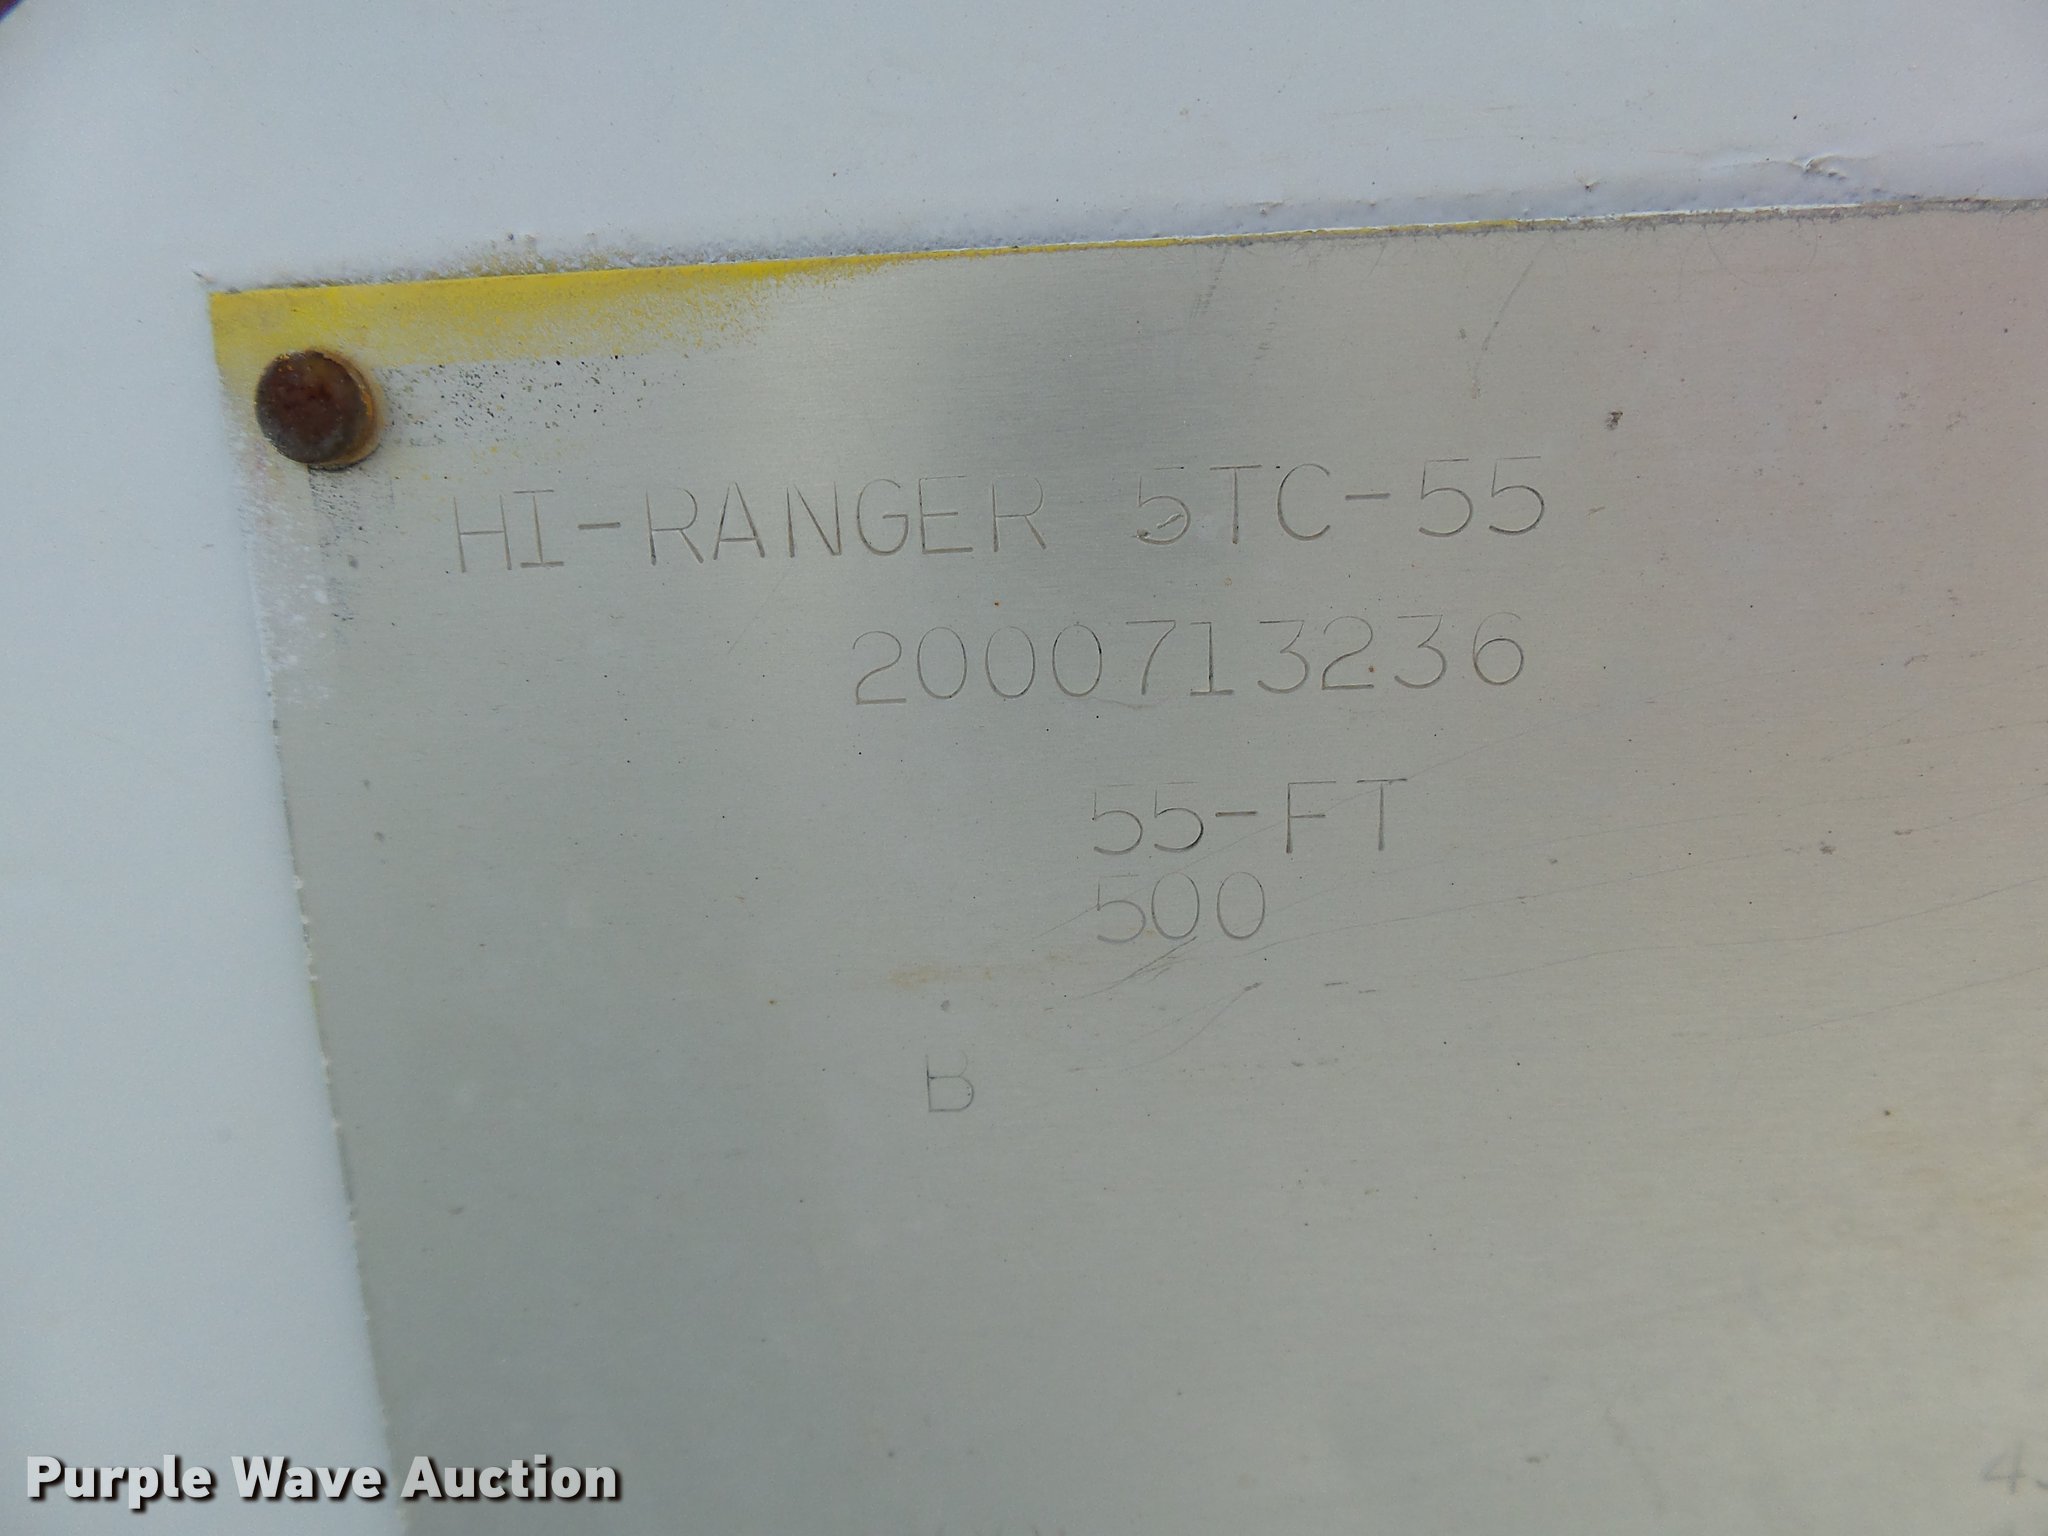 HI-RANGER 5TC-55
2000713236
55-FT
500
B
Purple Wave Auction